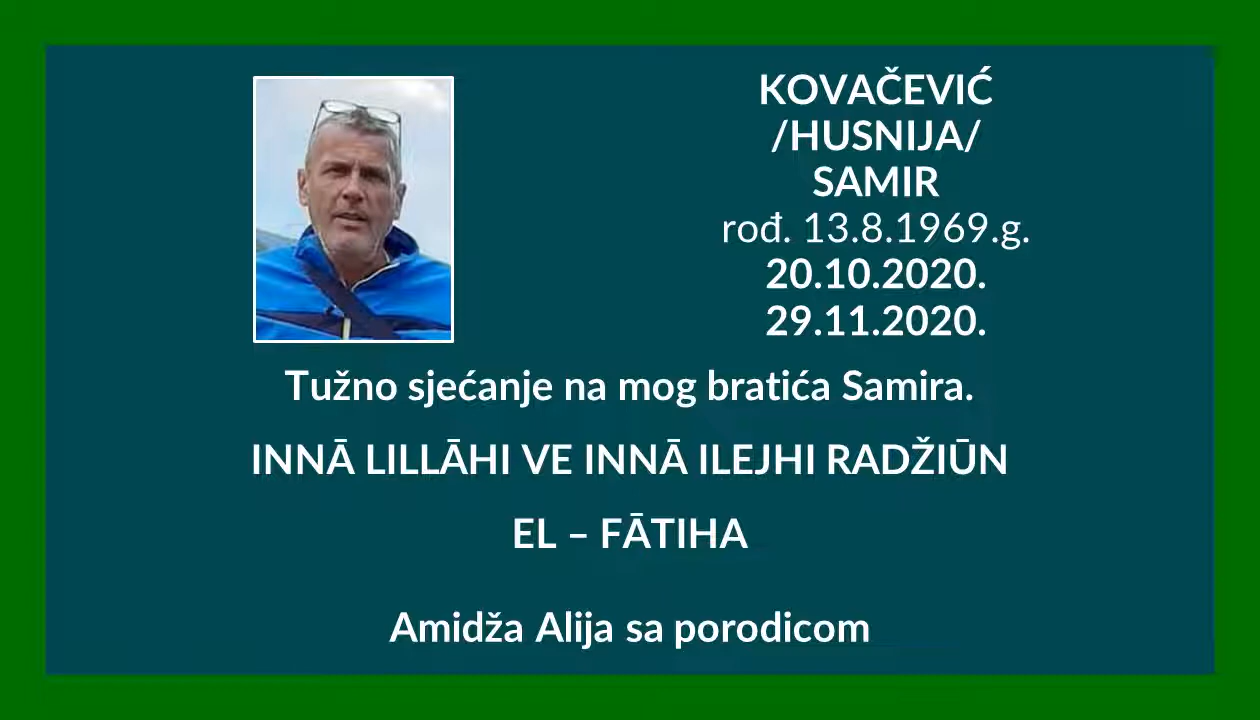 KOVAČEVIĆ
/HUSNIJA/
SAMIR
rođ. 13.8.1969.g.
20.10.2020.
29.11.2020.
Tužno sjećanje na mog bratića Samira.
INNĀ LILLĀHI VE INNĀ ILEJHI RADŽIŪN
EL – FĀTIHA
Amidža Alija sa porodicom